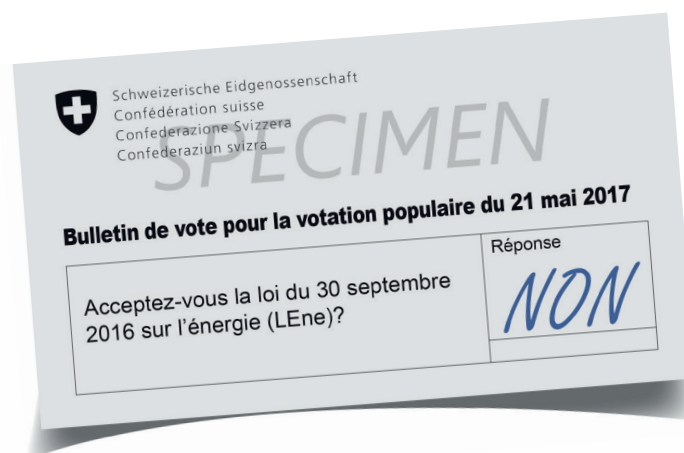 Schweizerische Eidgenossenschaft
Confédération suisse
Confederazione Svizzera
Confederaziun svizra
SPECIMEN
Bulletin de vote pour la votation populaire du 21 mai 2017
Réponse
Acceptez-vous la loi du 30 septembre
2016 sur l'énergie (LEne)?
NON